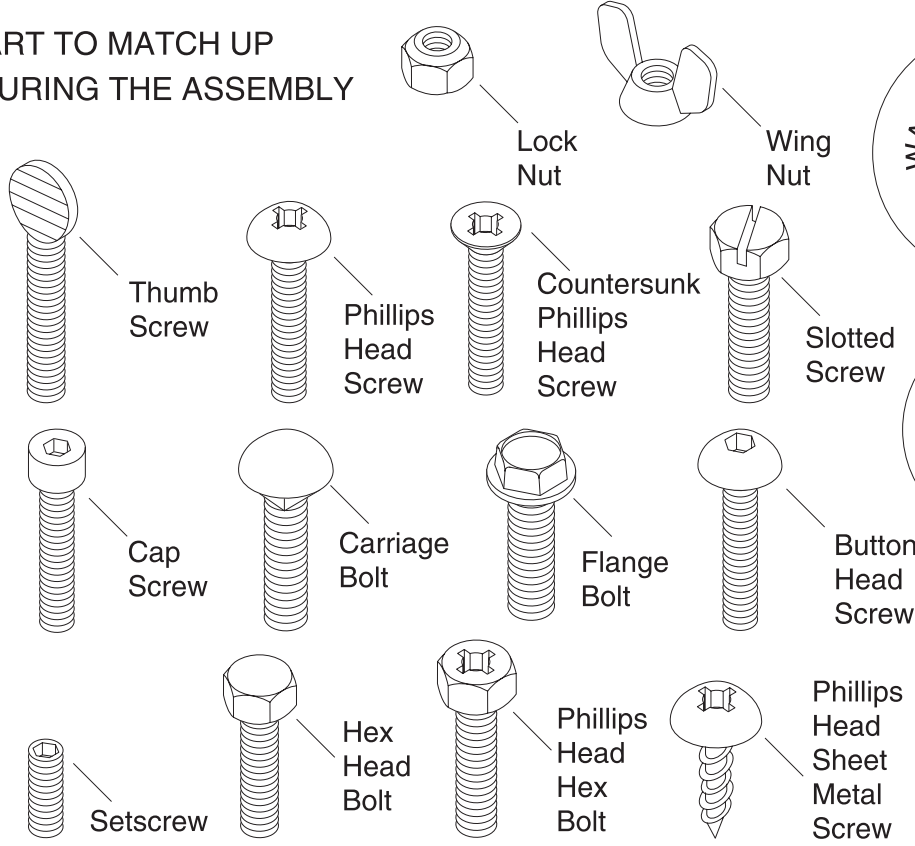 ART TO MATCH UP
URING THE ASSEMBLY
Lock
Nut
Wing
Nut
Thumb
Screw
Phillips
Head
Screw
Countersunk
Phillips
Head
Screw
Slotted
Screw
Cap
Screw
Carriage
Bolt
Flange
Bolt
Button
Head
Screw
Setscrew
Hex
Head
Bolt
Phillips
Head
Hex
Bolt
Phillips
Head
Sheet
Metal
Screw